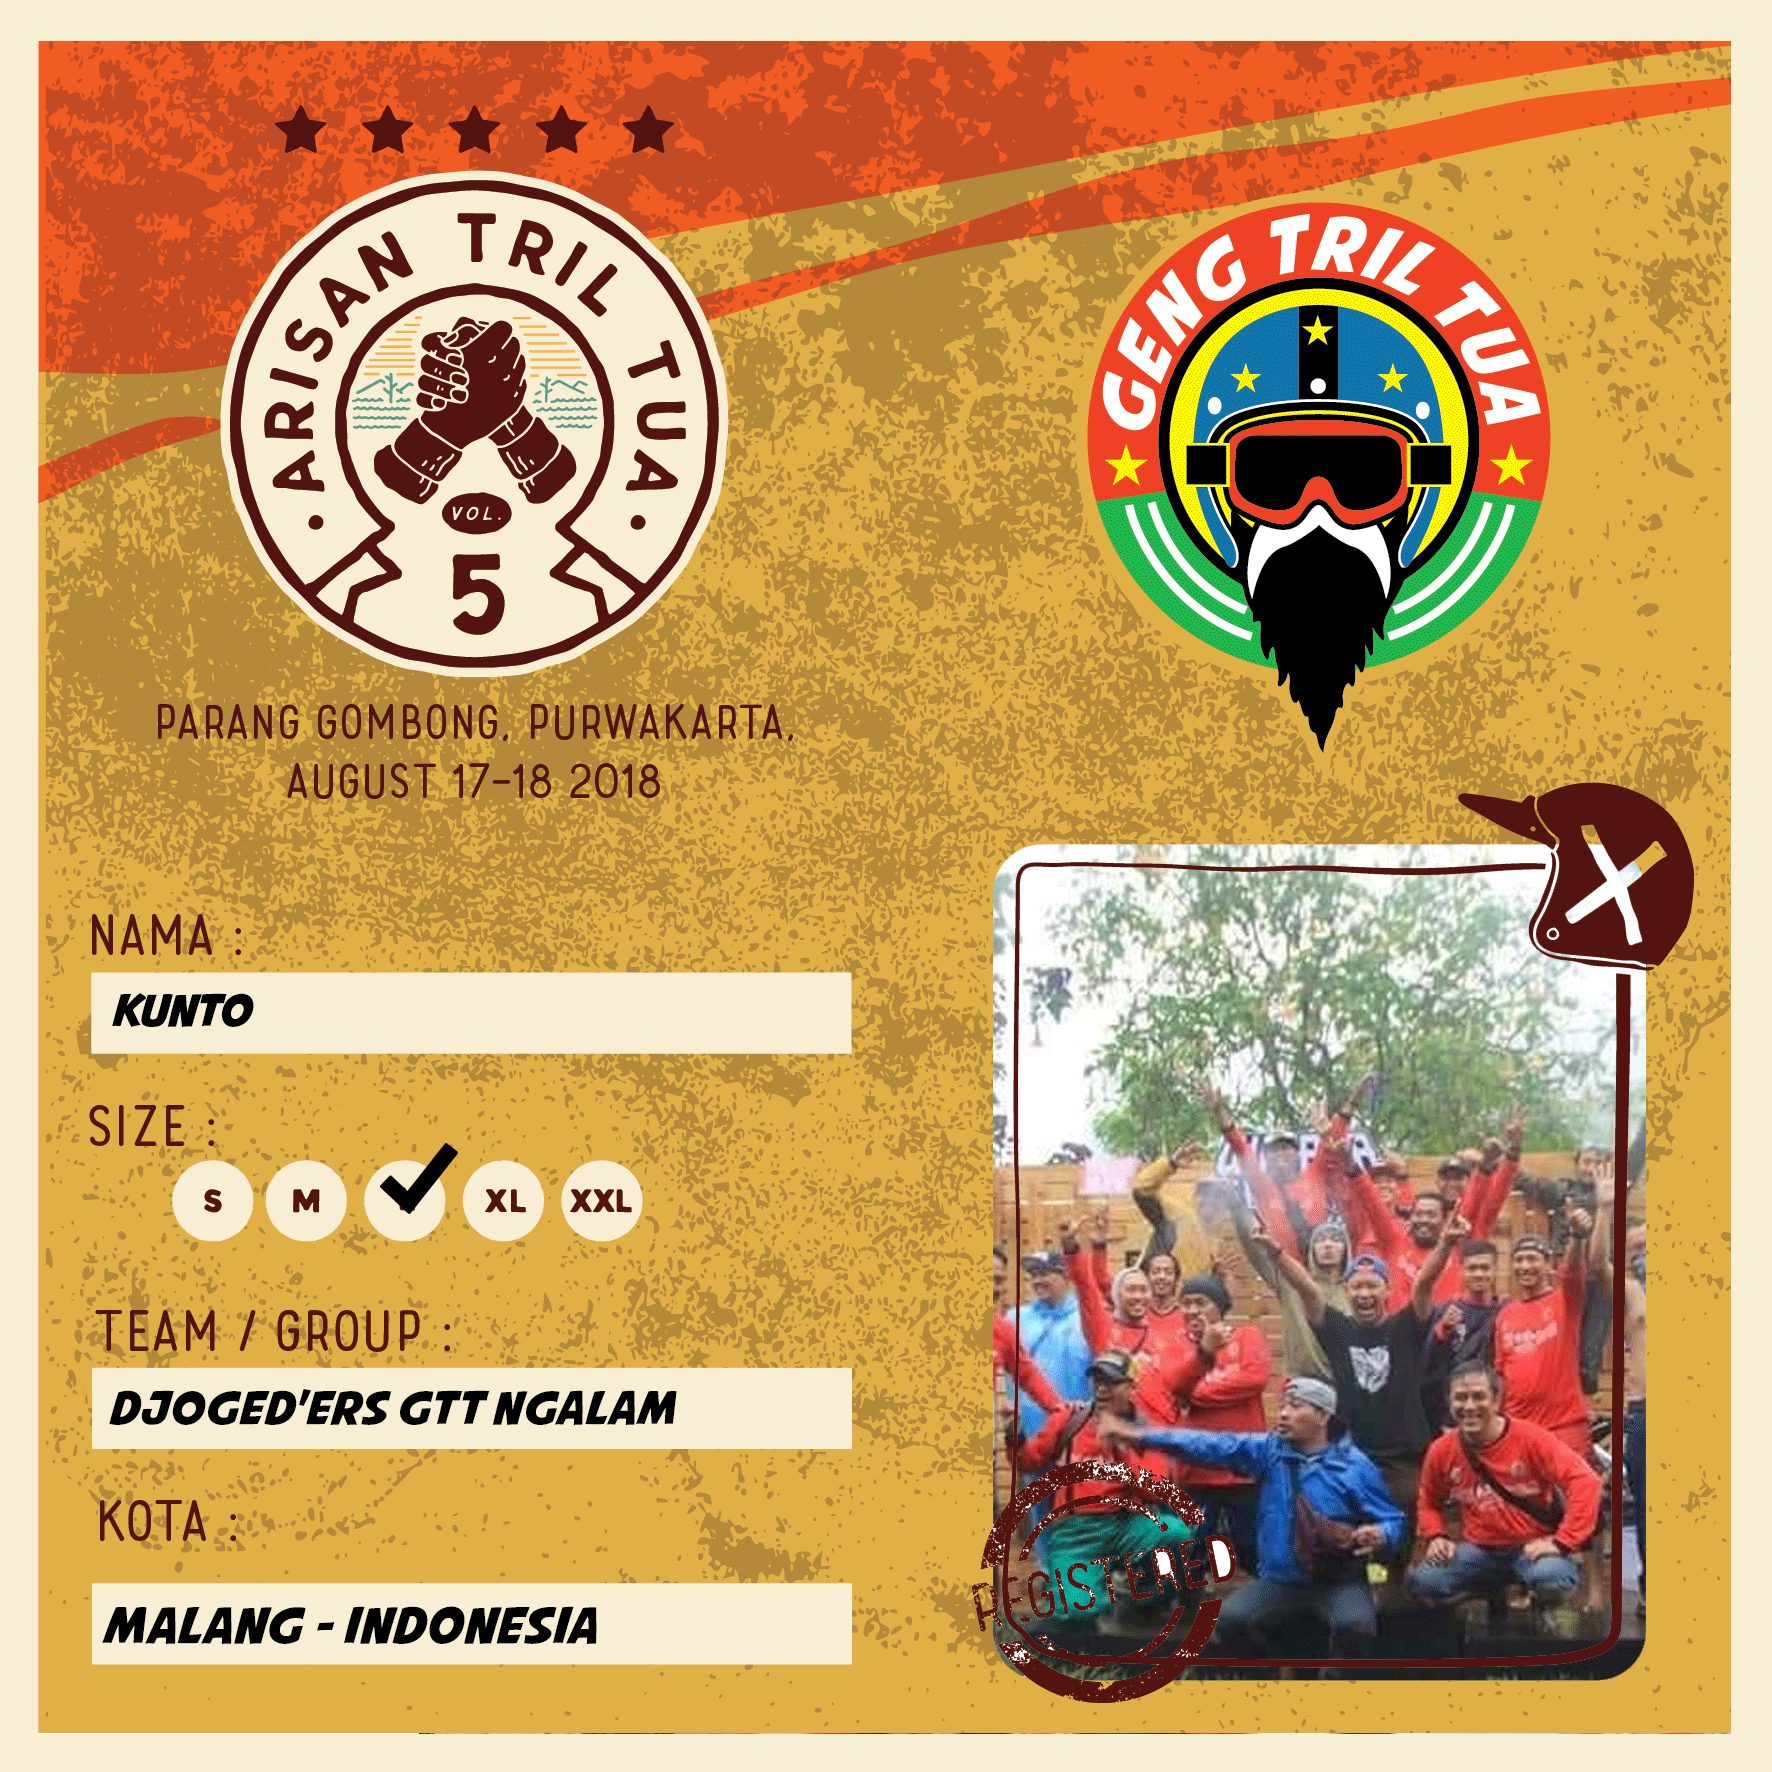 ARISAN TRIL TUA
VOL.
5
PARANG GOMBONG, PURWAKARTA,
AUGUST 17-18 2018
GENG TRIL TUA
NAMA :
KUNTO
SIZE :
S M XL XXL
TEAM / GROUP :
DJOGED'ERS GTT NGALAM
KOTA :
MALANG - INDONESIA
REGISTERED